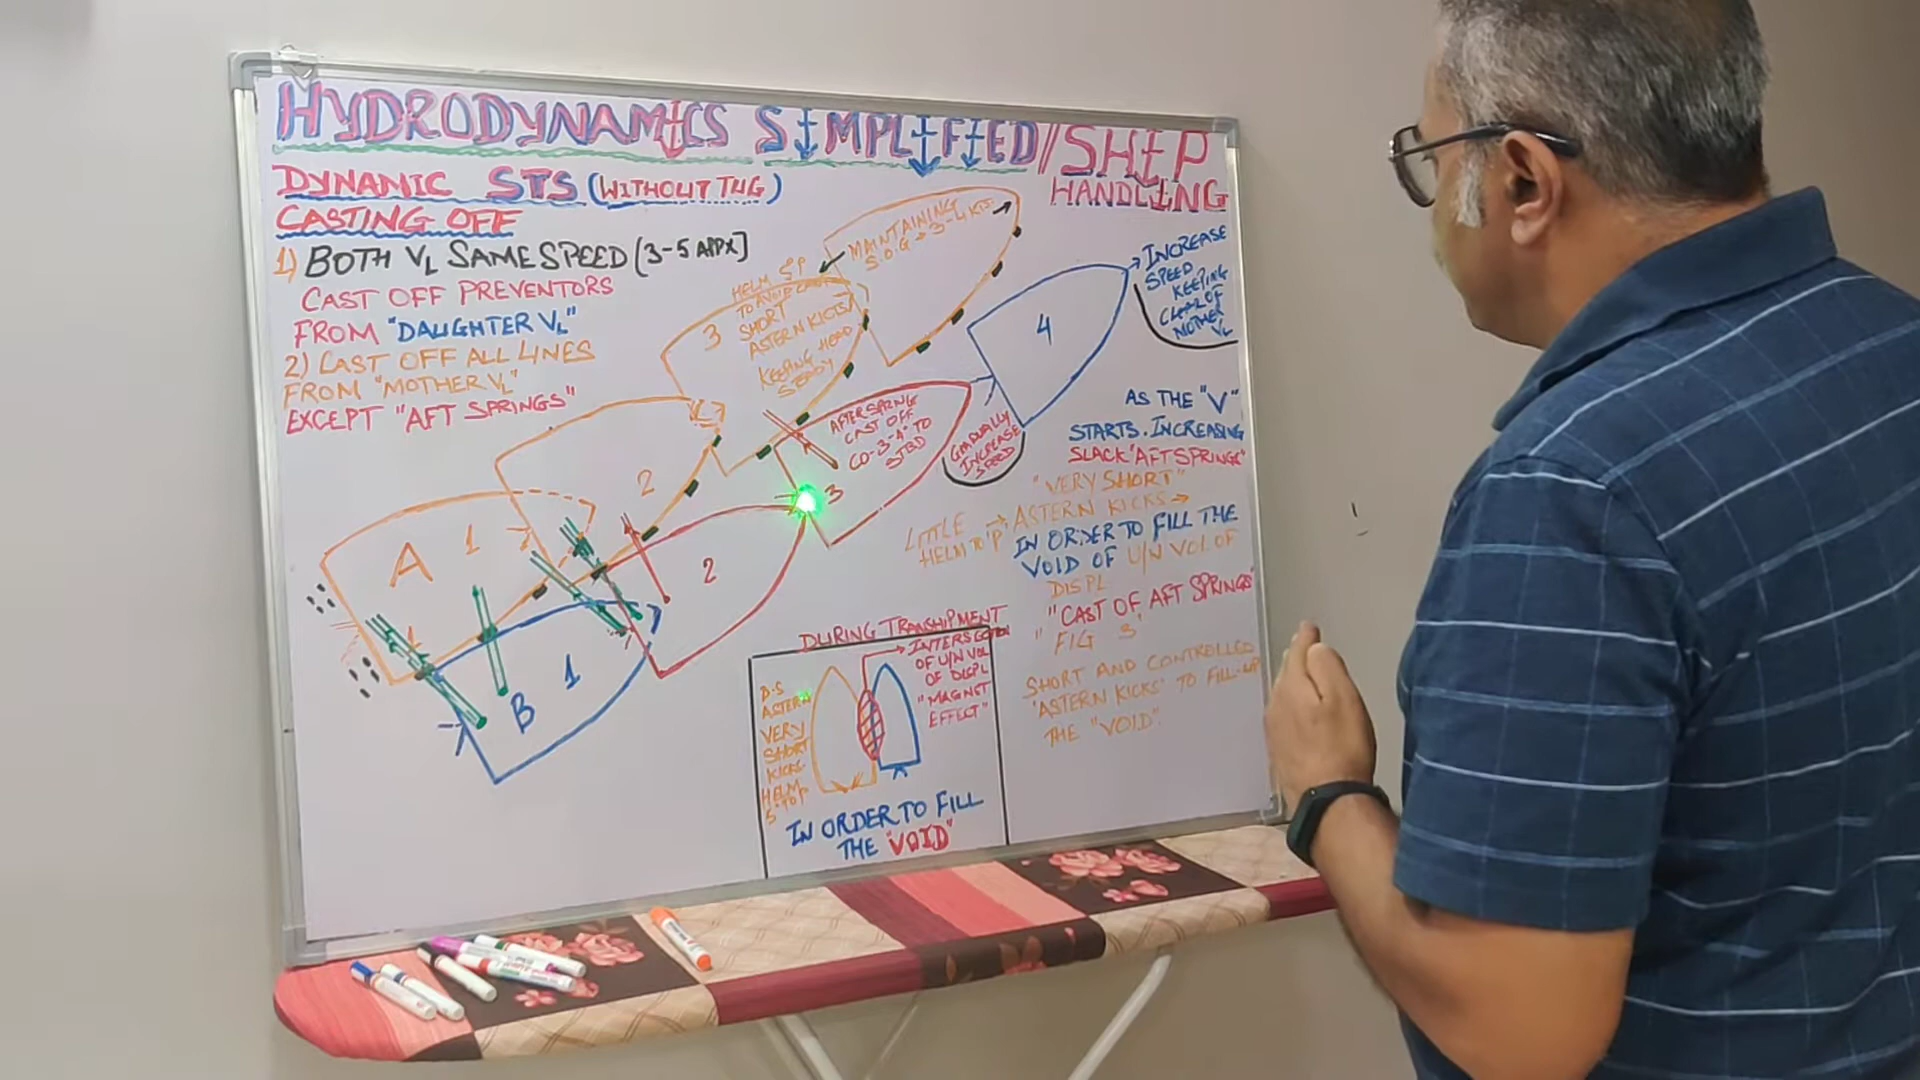 HYDRODYNAMICS SIMPLIFIED/SHIP
HANDLING
DYNAMIC STS (WITHOUT TUG)
CASTING OFF
1) BOTH VL SAME SPEED [3-5 APPX]
CAST OFF PREVENTORS
FROM "DAUGHTER VL"
2) CAST OFF ALL LINES
FROM "MOTHER VL"
EXCEPT "AFT SPRINGS"
MAINTAINING
S.O.G → 3-4 KTS
HELM
TO AVOID
SHORT
ASTERN KICKS
KEEPING HEAD
STEADY
3
INCREASE
SPEED
KEEPING
CLEAR OF
MOTHER
VL
4
AFTER SPRING
CAST OFF
CO-3-4° TO
STBD
3
GRADUALLY
INCREASE
SPEED
2
A 1
2
B 1
AS THE "V"
STARTS. INCREASING
SLACK "AFT SPRINGS"
"VERY SHORT"
LITTLE → ASTERN KICKS →
HELM TO "P" IN ORDER TO FILL THE
VOID OF U/N VOL OF
DISPL
"CAST OF AFT SPRINGS"
" FIG 3"
SHORT AND CONTROLLED
"ASTERN KICKS" TO FILL-UP
THE "VOID".
DURING TRANSHIPMENT
INTERSECTION
OF U/N VOL
OF DISPL
"MAGNET
EFFECT"
D-S
ASTERN
VERY
SHORT
KICKS-
HELM
IN ORDER TO FILL
THE "VOID"